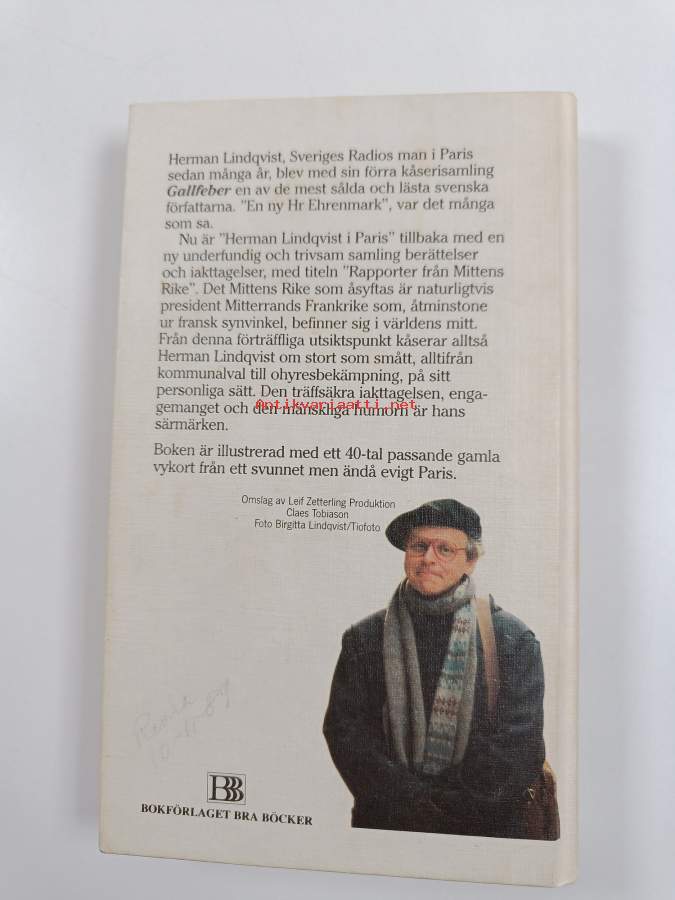 Herman Lindqvist, Sveriges Radios man i Paris
sedan många år, blev med sin förra kåserisamling
Gallfeber en av de mest sålda och lästa svenska
författarna. ”En ny Hr Ehrenmark”, var det många
som sa.
Nu är ”Herman Lindqvist i Paris” tillbaka med en
ny underfundig och trivsam samling berättelser
och iakttagelser, med titeln ”Rapporter från Mittens
Rike”. Det Mittens Rike som åsyftas är naturligtvis
president Mitterrands Frankrike som, åtminstone
ur fransk synvinkel, befinner sig i världens mitt.
Från denna förträffliga utsiktspunkt kåserar alltså
Herman Lindqvist om stort som smått, alltifrån
kommunalval till ohyresbekämpning, på sitt
personliga sätt. Den träffsäkra iakttagelsen, enga-
gemanget och den mänskliga humorn är hans
Antikvariaatti.net
särmärken.
Boken är illustrerad med ett 40-tal passande gamla
vykort från ett svunnet men ändå evigt Paris.
Omslag av Leif Zetterling Produktion
Claes Tobiason
Foto Birgitta Lindqvist/Tiofoto
BBB
BOKFÖRLAGET BRA BÖCKER